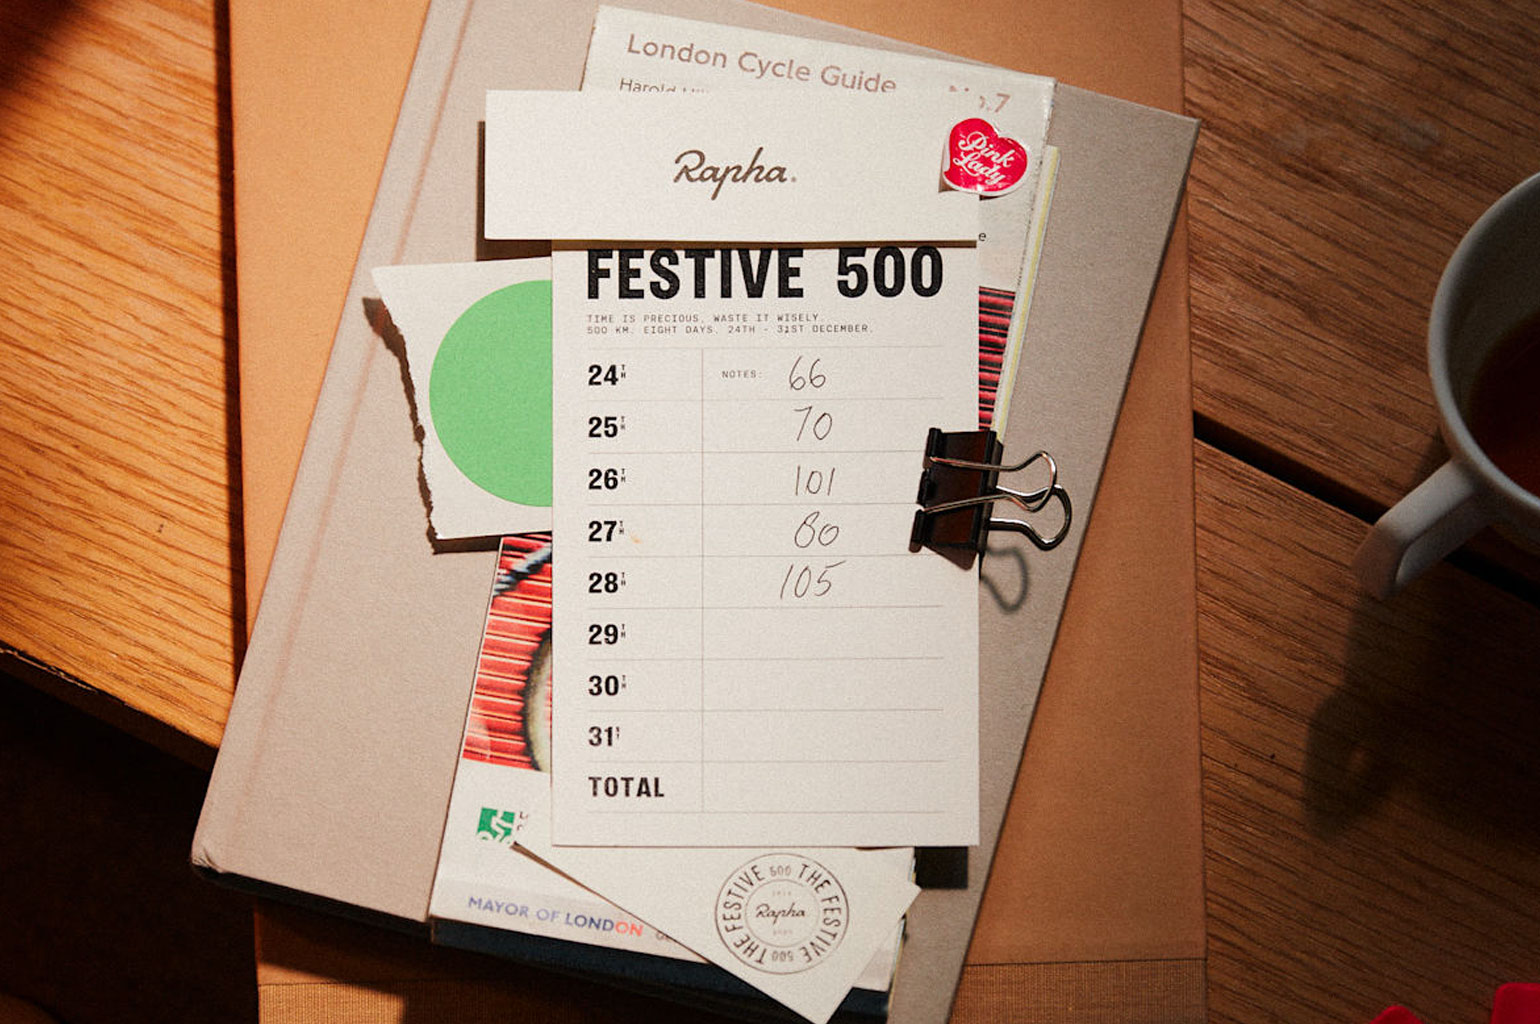 London Cycle Guide No.7
Harold
Rapha.
Pink
Lady
FESTIVE 500
TIME IS PRECIOUS, WASTE IT WISELY.
500 KM. EIGHT DAYS. 24TH - 31ST DECEMBER.
24TH NOTES: 66
25TH 70
26TH 101
27TH 80
28TH 105
29TH
30TH
31ST
TOTAL
MAYOR OF LONDON
THE FESTIVE 500 THE FESTIVE 500
Rapha.